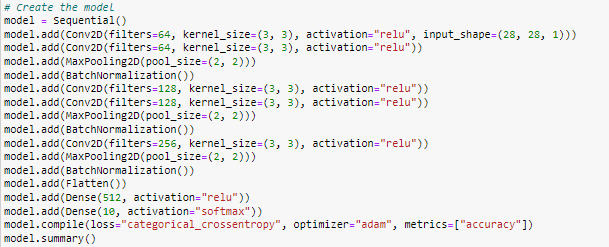 # Create the model
model = Sequential()
model.add(Conv2D(filters=64, kernel_size=(3, 3), activation="relu", input_shape=(28, 28, 1)))
model.add(Conv2D(filters=64, kernel_size=(3, 3), activation="relu"))
model.add(MaxPooling2D(pool_size=(2, 2)))
model.add(BatchNormalization())
model.add(Conv2D(filters=128, kernel_size=(3, 3), activation="relu"))
model.add(Conv2D(filters=128, kernel_size=(3, 3), activation="relu"))
model.add(MaxPooling2D(pool_size=(2, 2)))
model.add(BatchNormalization())
model.add(Conv2D(filters=256, kernel_size=(3, 3), activation="relu"))
model.add(MaxPooling2D(pool_size=(2, 2)))
model.add(BatchNormalization())
model.add(Flatten())
model.add(Dense(512, activation="relu"))
model.add(Dense(10, activation="softmax"))
model.compile(loss="categorical_crossentropy", optimizer="adam", metrics=["accuracy"])
model.summary()